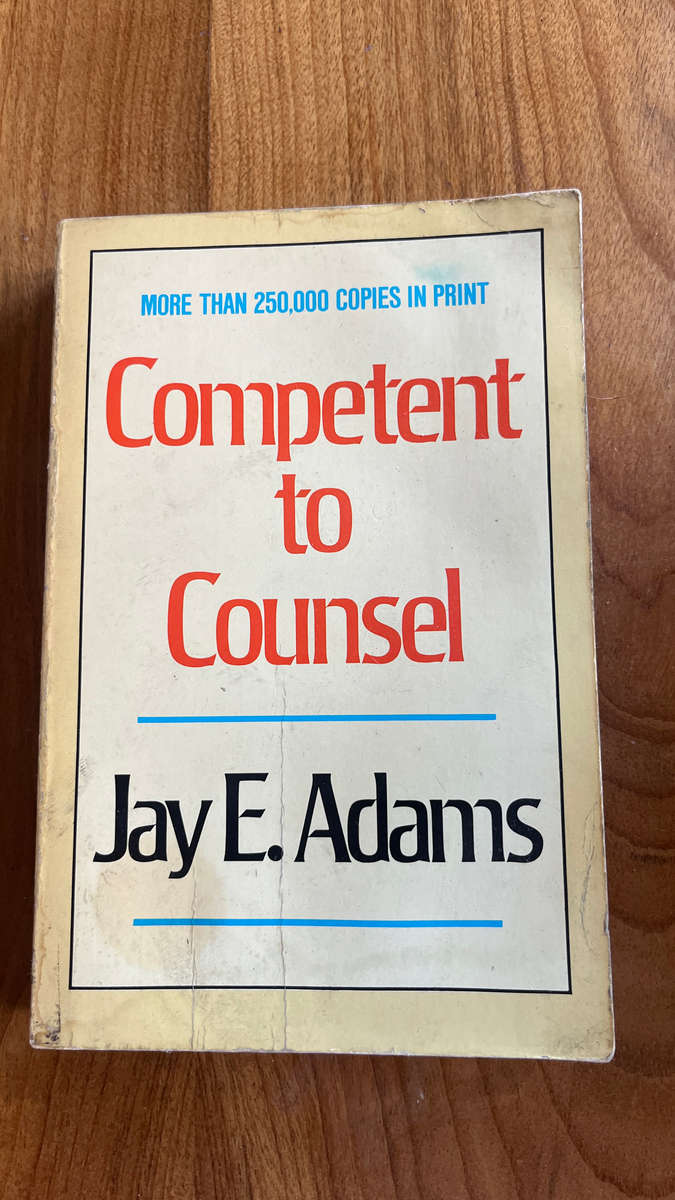 MORE THAN 250,000 COPIES IN PRINT
Competent
to
Counsel
Jay E. Adams